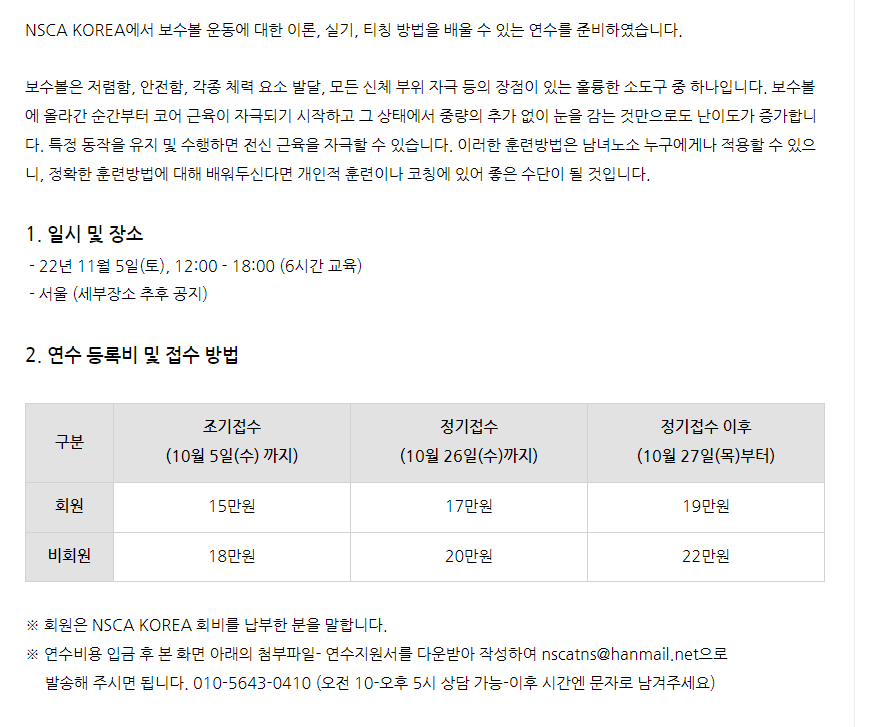 NSCA KOREA에서 보수볼 운동에 대한 이론, 실기, 티칭 방법을 배울 수 있는 연수를 준비하였습니다.
보수볼은 저렴함, 안전함, 각종 체력 요소 발달, 모든 신체 부위 자극 등의 장점이 있는 훌륭한 소도구 중 하나입니다. 보수볼
에 올라간 순간부터 코어 근육이 자극되기 시작하고 그 상태에서 중량의 추가 없이 눈을 감는 것만으로도 난이도가 증가합니
다. 특정 동작을 유지 및 수행하면 전신 근육을 자극할 수 있습니다. 이러한 훈련방법은 남녀노소 누구에게나 적용할 수 있으
니, 정확한 훈련방법에 대해 배워두신다면 개인적 훈련이나 코칭에 있어 좋은 수단이 될 것입니다.
1. 일시 및 장소
- 22년 11월 5일(토), 12:00 - 18:00 (6시간 교육)
- 서울 (세부장소 추후 공지)
2. 연수 등록비 및 접수 방법
구분 조기접수 정기접수 정기접수 이후
(10월 5일(수) 까지) (10월 26일(수)까지) (10월 27일(목)부터)
회원 15만원 17만원 19만원
비회원 18만원 20만원 22만원
※ 회원은 NSCA KOREA 회비를 납부한 분을 말합니다.
※ 연수비용 입금 후 본 화면 아래의 첨부파일- 연수지원서를 다운받아 작성하여 nscatns@hanmail.net으로
발송해 주시면 됩니다. 010-5643-0410 (오전 10-오후 5시 상담 가능-이후 시간엔 문자로 남겨주세요)